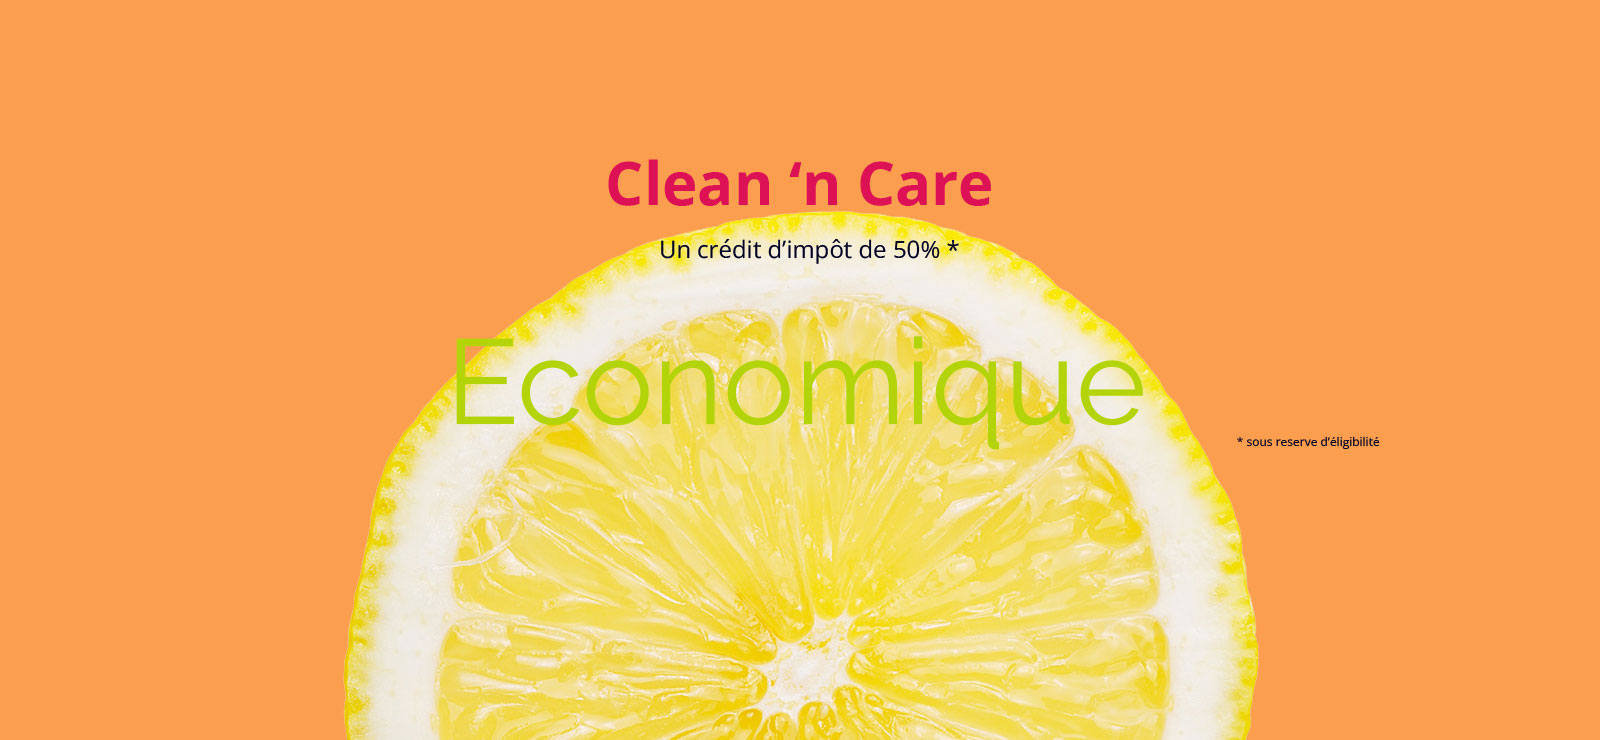 Clean ‘n Care
Un crédit d’impôt de 50% *
Economique
* sous reserve d’éligibilité